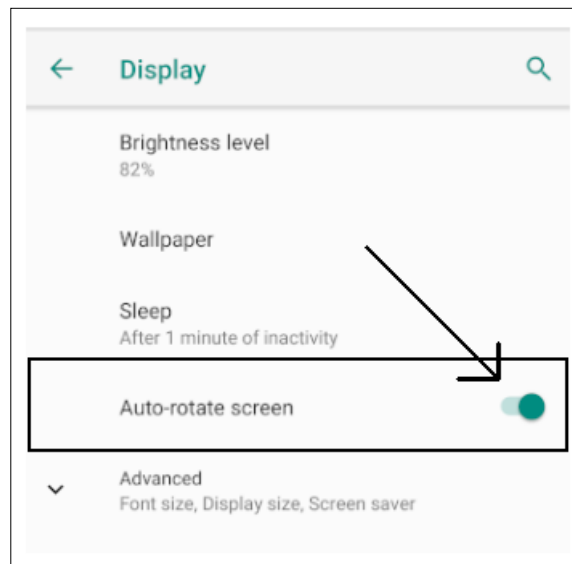 Display
Brightness level
82%
Wallpaper
Sleep
After 1 minute of inactivity
Auto-rotate screen
Advanced
Font size, Display size, Screen saver